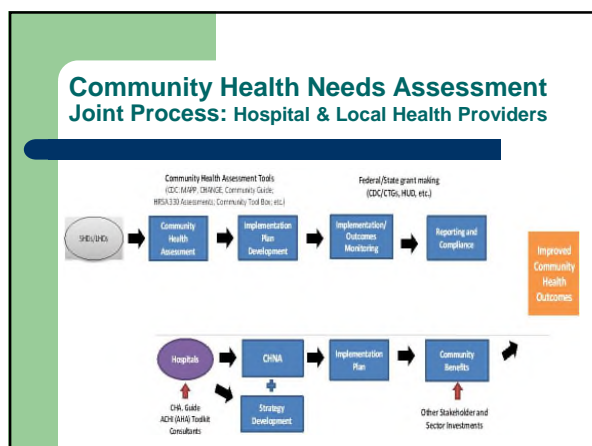 Community Health Needs Assessment
Joint Process: Hospital & Local Health Providers
Community Health Assessment Tools
(CDC: MAPP, CHANGE, Community Guide;
HRSA 330 Assessments; Community Tool Box; etc.)
Federal/State grant making
(CDC/CTGs, HUD, etc.)
SHDs/LHDs
Community
Health
Assessment
Implementation
Plan
Development
Implementation/
Outcomes
Monitoring
Reporting and
Compliance
Improved
Community
Health
Outcomes
Hospitals
CHNA
Implementation
Plan
Community
Benefits
Strategy
Development
CHA, Guide
ACHI (AHA) Toolkit
Consultants
Other Stakeholder and
Sector Investments